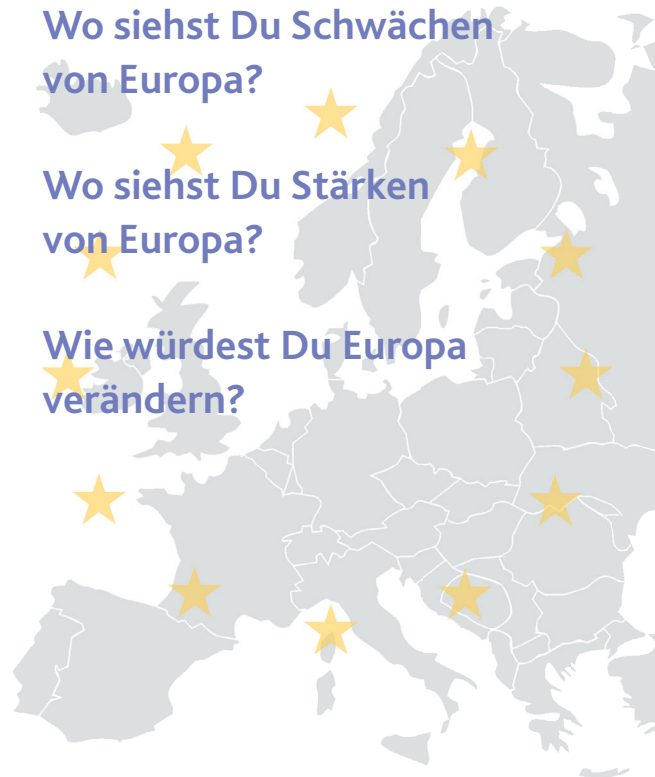 Wo siehst Du Schwächen
von Europa?
Wo siehst Du Stärken
von Europa?
Wie würdest Du Europa
verändern?